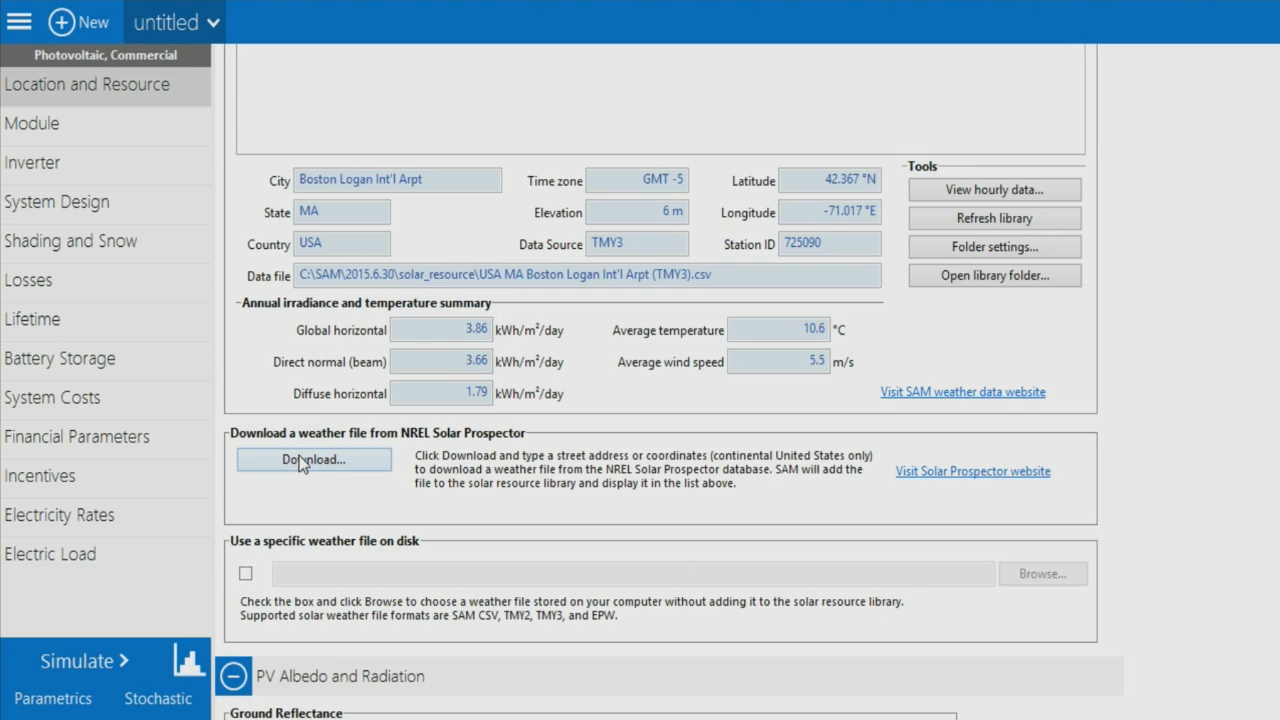 New
untitled
Photovoltaic, Commercial
Location and Resource
Module
Inverter
System Design
Shading and Snow
Losses
Lifetime
Battery Storage
System Costs
Financial Parameters
Incentives
Electricity Rates
Electric Load
Simulate >
Parametrics Stochastic
City Boston Logan Int'l Arpt Time zone GMT -5 Latitude 42.367 °N
State MA Elevation 6 m Longitude -71.017 °E
Country USA Data Source TMY3 Station ID 725090
Data file C:\SAM\2015.6.30\solar_resource\USA MA Boston Logan Int'l Arpt (TMY3).csv
Tools
View hourly data...
Refresh library
Folder settings...
Open library folder...
Annual irradiance and temperature summary
Global horizontal 3.86 kWh/m²/day Average temperature 10.6 °C
Direct normal (beam) 3.66 kWh/m²/day Average wind speed 5.5 m/s
Diffuse horizontal 1.79 kWh/m²/day
Visit SAM weather data website
Download a weather file from NREL Solar Prospector
Download...
Click Download and type a street address or coordinates (continental United States only)
to download a weather file from the NREL Solar Prospector database. SAM will add the
file to the solar resource library and display it in the list above.
Visit Solar Prospector website
Use a specific weather file on disk
Browse...
Check the box and click Browse to choose a weather file stored on your computer without adding it to the solar resource library.
Supported solar weather file formats are SAM CSV, TMY2, TMY3, and EPW.
PV Albedo and Radiation
Ground Reflectance